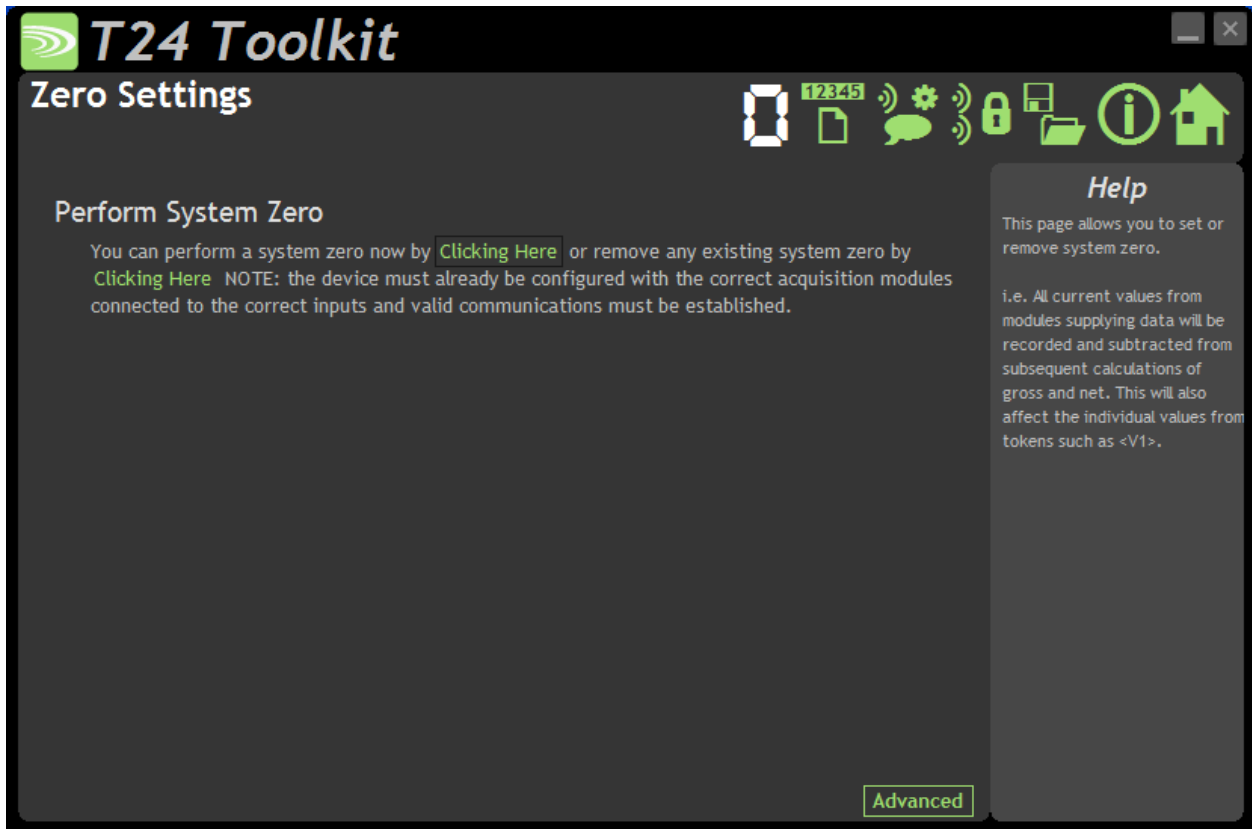 T24 Toolkit
Zero Settings
0
12345
Perform System Zero
You can perform a system zero now by Clicking Here or remove any existing system zero by
Clicking Here NOTE: the device must already be configured with the correct acquisition modules
connected to the correct inputs and valid communications must be established.
Advanced
Help
This page allows you to set or
remove system zero.
i.e. All current values from
modules supplying data will be
recorded and subtracted from
subsequent calculations of
gross and net. This will also
affect the individual values from
tokens such as <V1>.